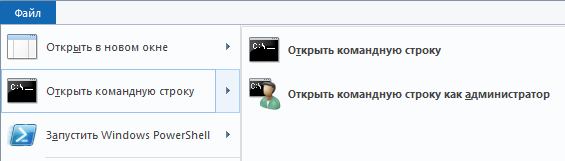 Файл
Открыть в новом окне
Открыть командную строку
Запустить Windows PowerShell
Открыть командную строку
Открыть командную строку как администратор